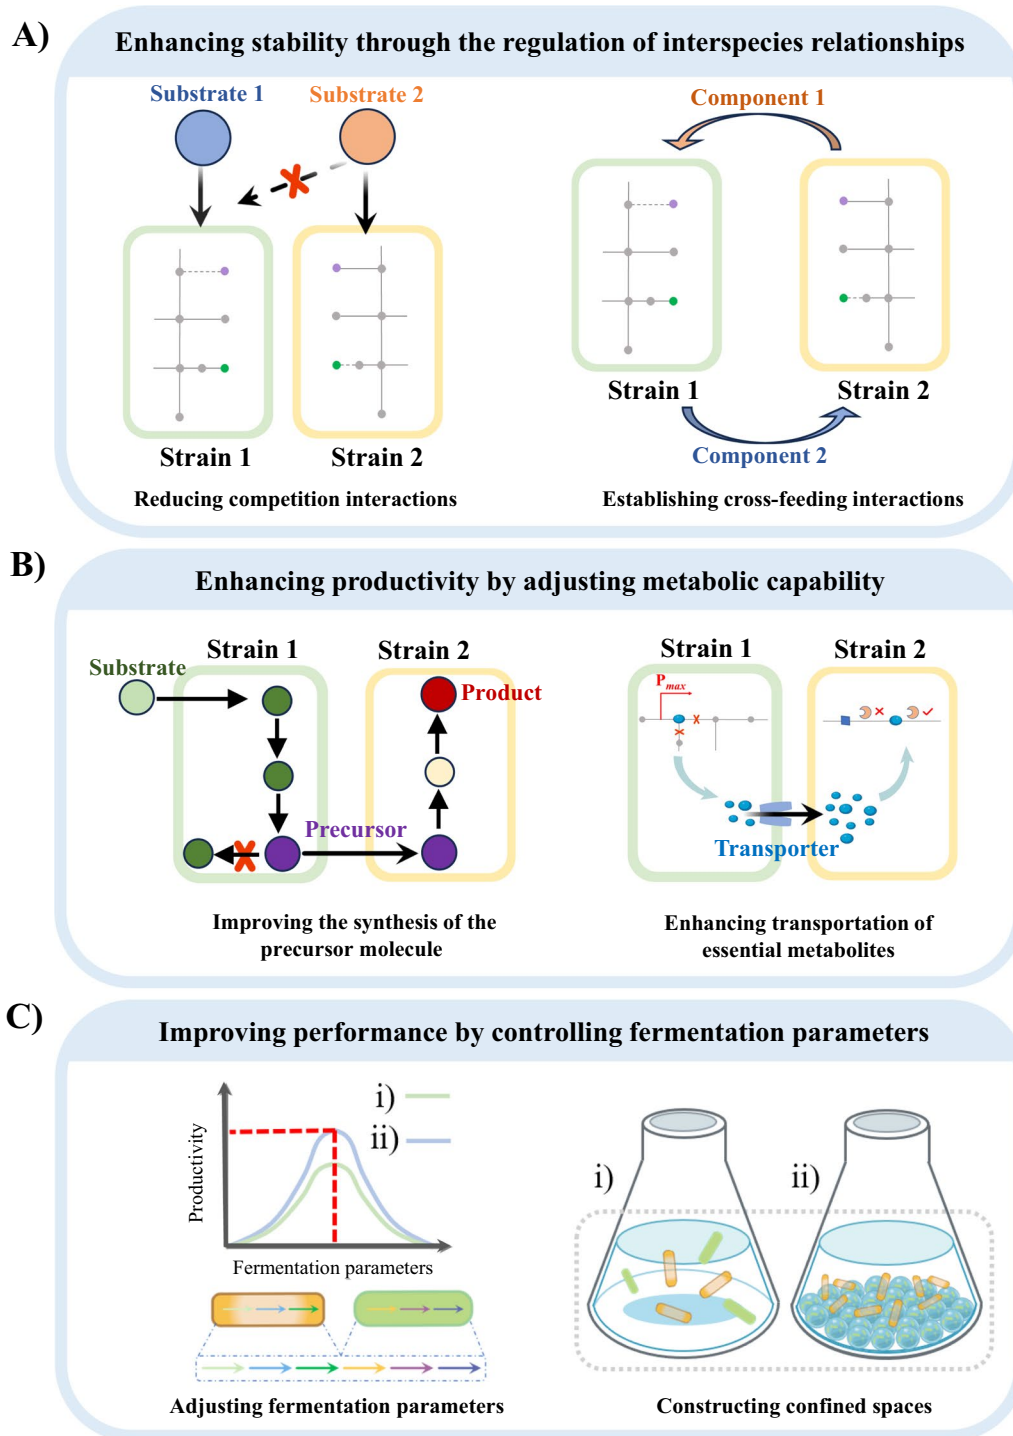 A)
Enhancing stability through the regulation of interspecies relationships
Substrate 1
Substrate 2
Strain 1
Strain 2
Reducing competition interactions
Component 1
Strain 1
Strain 2
Component 2
Establishing cross-feeding interactions
B)
Enhancing productivity by adjusting metabolic capability
Strain 1
Strain 2
Substrate
Product
Precursor
Improving the synthesis of the
precursor molecule
Strain 1
Strain 2
Pmax
Transporter
Enhancing transportation of
essential metabolites
C)
Improving performance by controlling fermentation parameters
i)
ii)
Productivity
Fermentation parameters
Adjusting fermentation parameters
i)
ii)
Constructing confined spaces